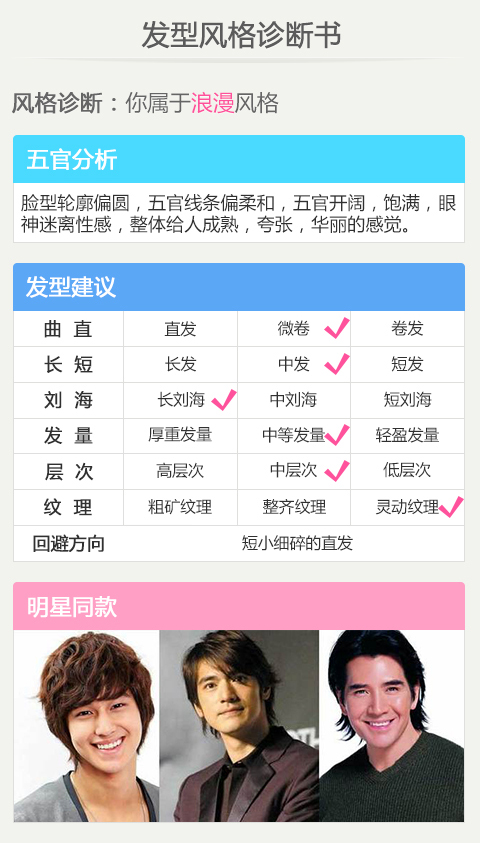 发型风格诊断书
风格诊断：你属于浪漫风格
五官分析
脸型轮廓偏圆，五官线条偏柔和，五官开阔，饱满，眼
神迷离性感，整体给人成熟，夸张，华丽的感觉。
发型建议
曲 直 直发 微卷 卷发
长 短 长发 中发 短发
刘 海 长刘海 中刘海 短刘海
发 量 厚重发量 中等发量 轻盈发量
层 次 高层次 中层次 低层次
纹 理 粗矿纹理 整齐纹理 灵动纹理
回避方向 短小细碎的直发
明星同款